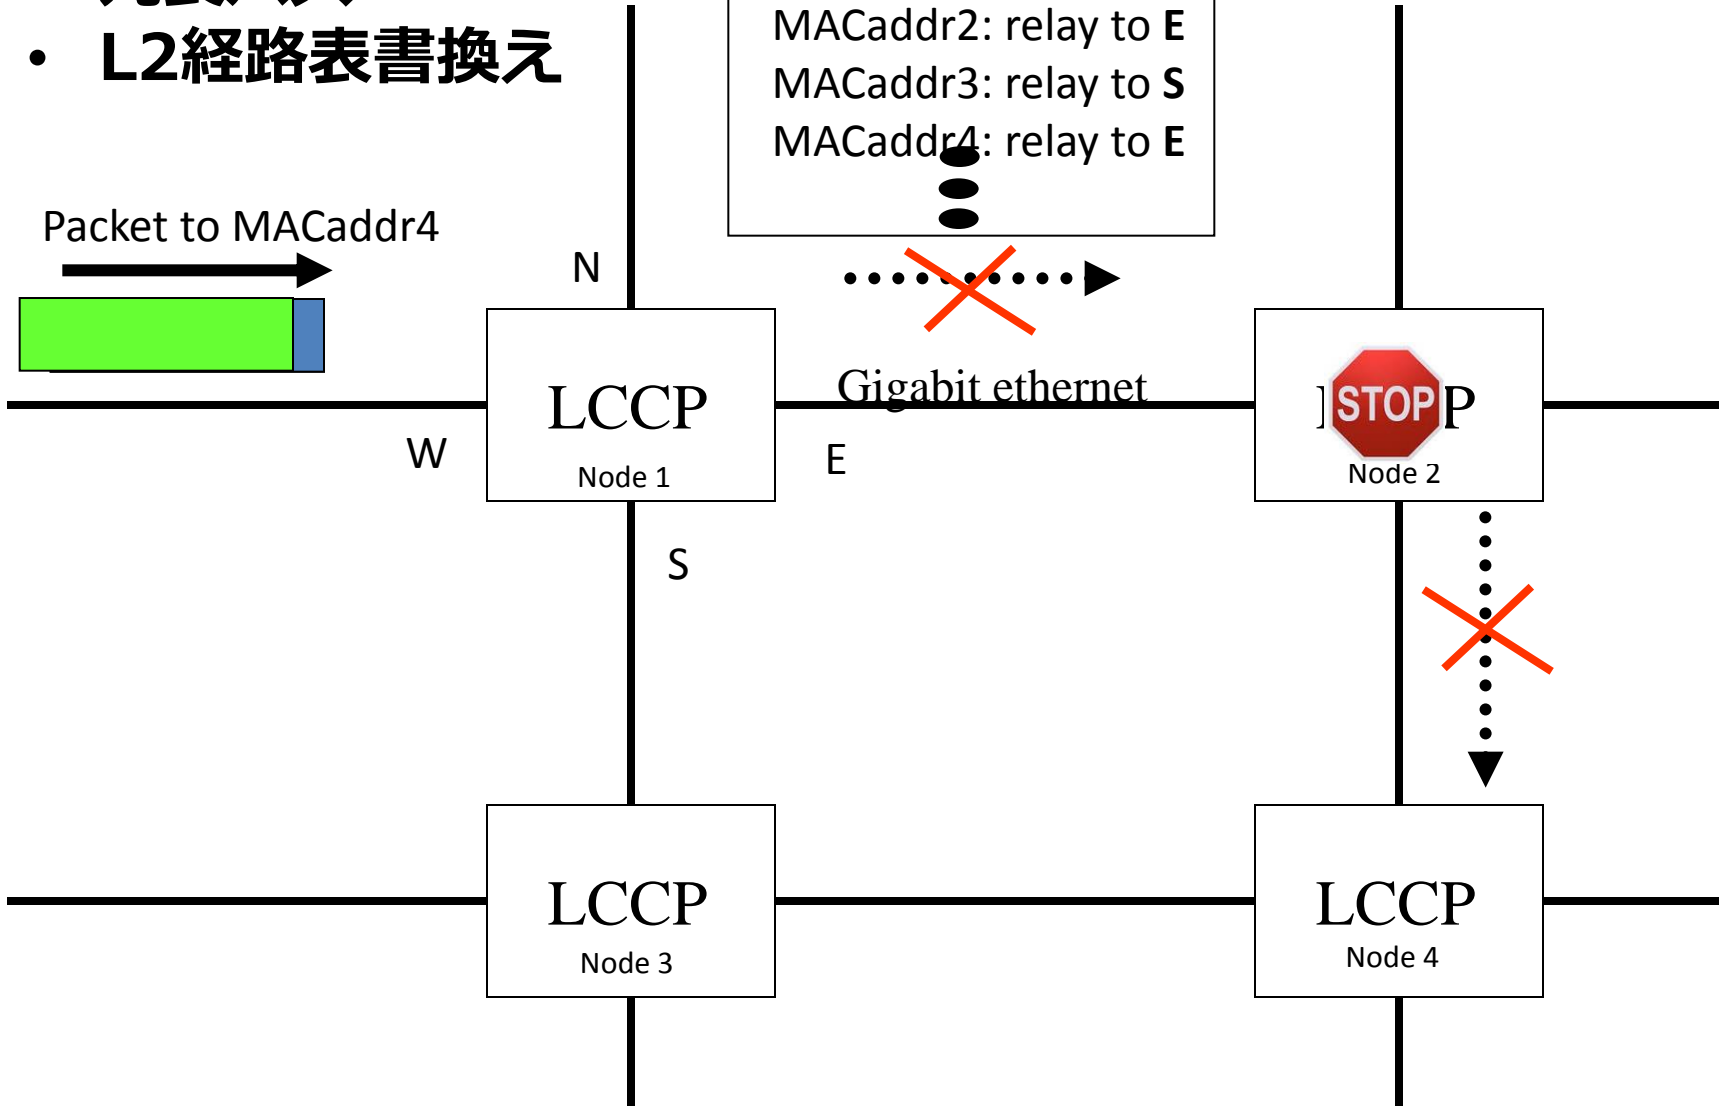 • L2経路表書換え
MACaddr2: relay to E
MACaddr3: relay to S
MACaddr4: relay to E
Packet to MACaddr4
N
Gigabit ethernet
LCCP
Node 1
STOP
P
Node 2
W
E
S
LCCP
Node 3
LCCP
Node 4